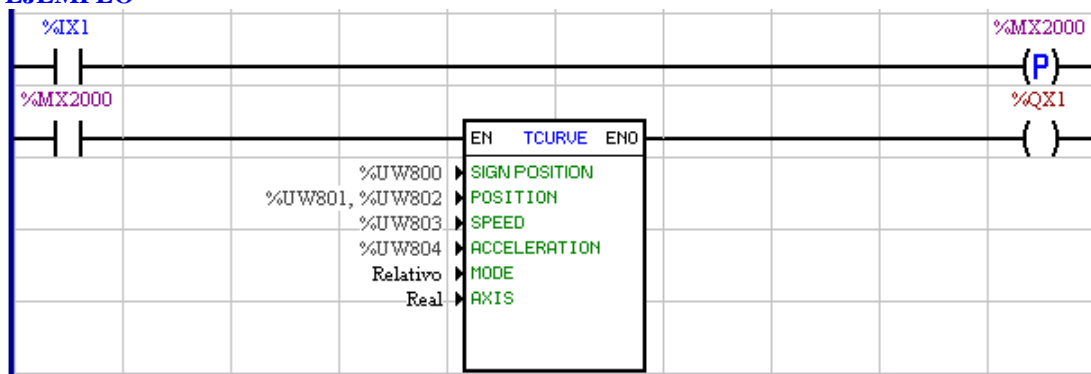 EJEMPLO
%IX1 %MX2000
(P)
%MX2000 %QX1
EN TCURVE ENO
%UW800 SIGN POSITION
%UW801, %UW802 POSITION
%UW803 SPEED
%UW804 ACCELERATION
Relativo MODE
Real AXIS